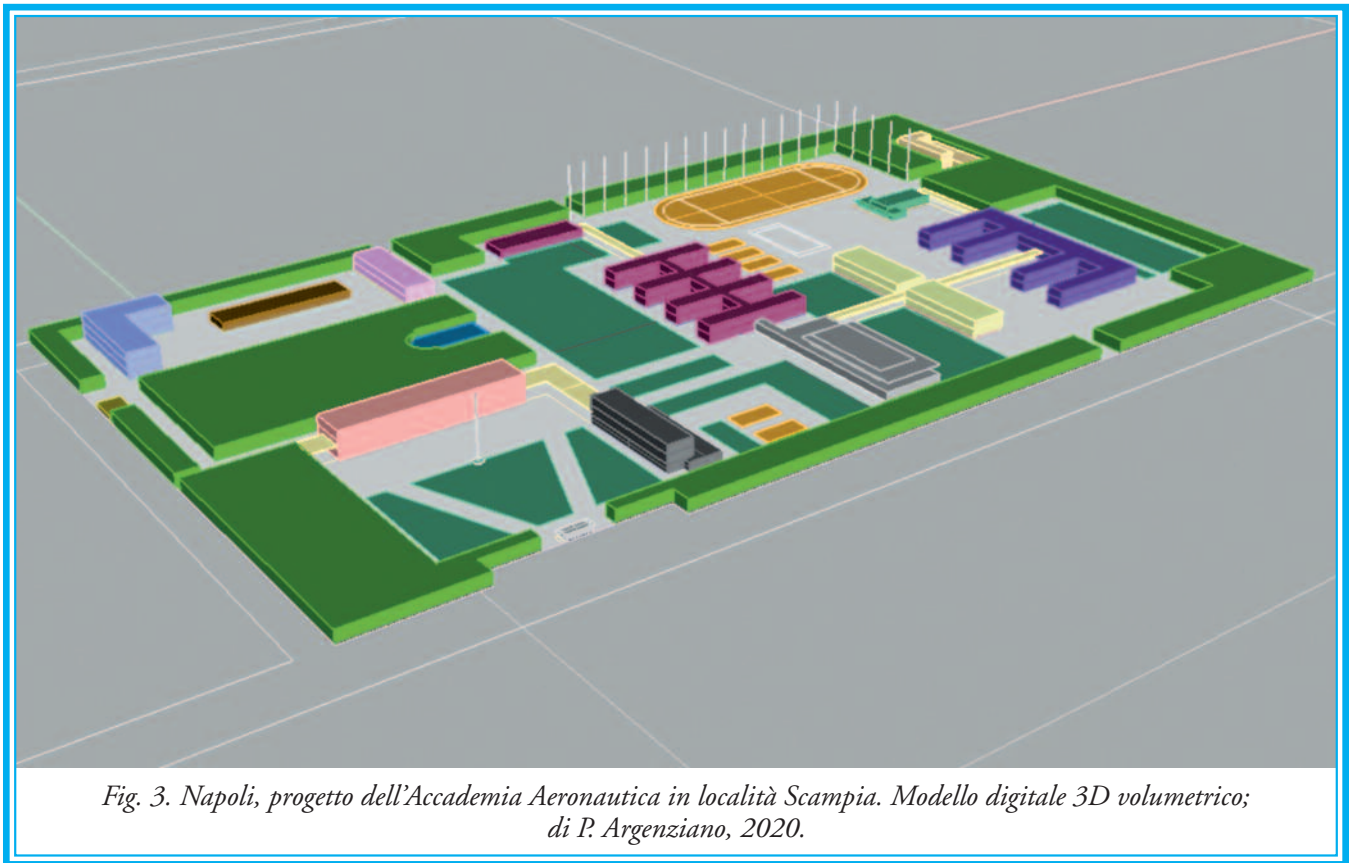 Fig. 3. Napoli, progetto dell’Accademia Aeronautica in località Scampia. Modello digitale 3D volumetrico;
di P. Argenziano, 2020.